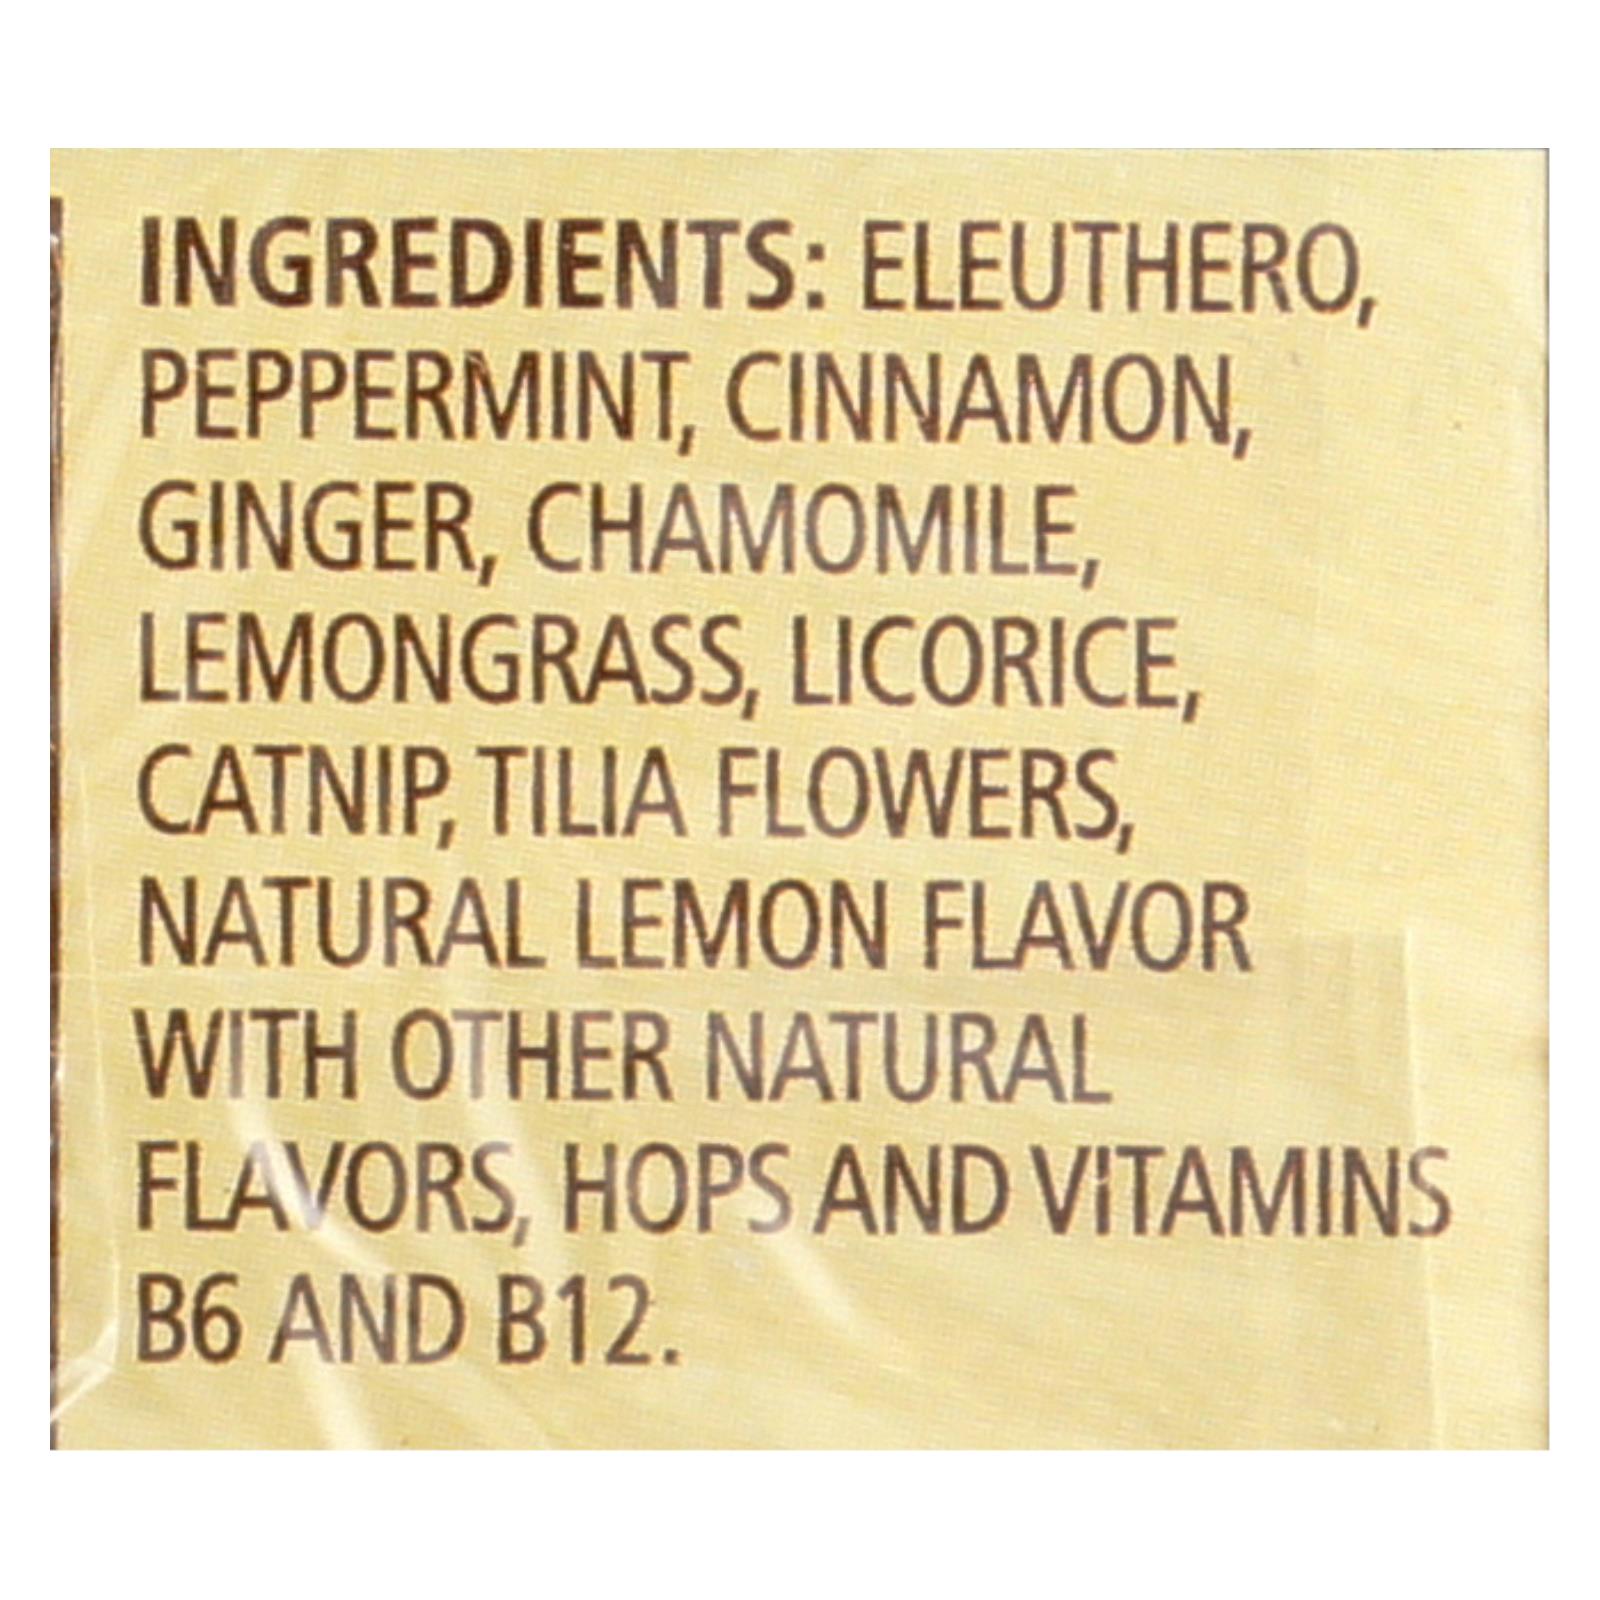 INGREDIENTS: ELEUTHERO,
PEPPERMINT, CINNAMON,
GINGER, CHAMOMILE,
LEMONGRASS, LICORICE,
CATNIP, TILIA FLOWERS,
NATURAL LEMON FLAVOR
WITH OTHER NATURAL
FLAVORS, HOPS AND VITAMINS
B6 AND B12.